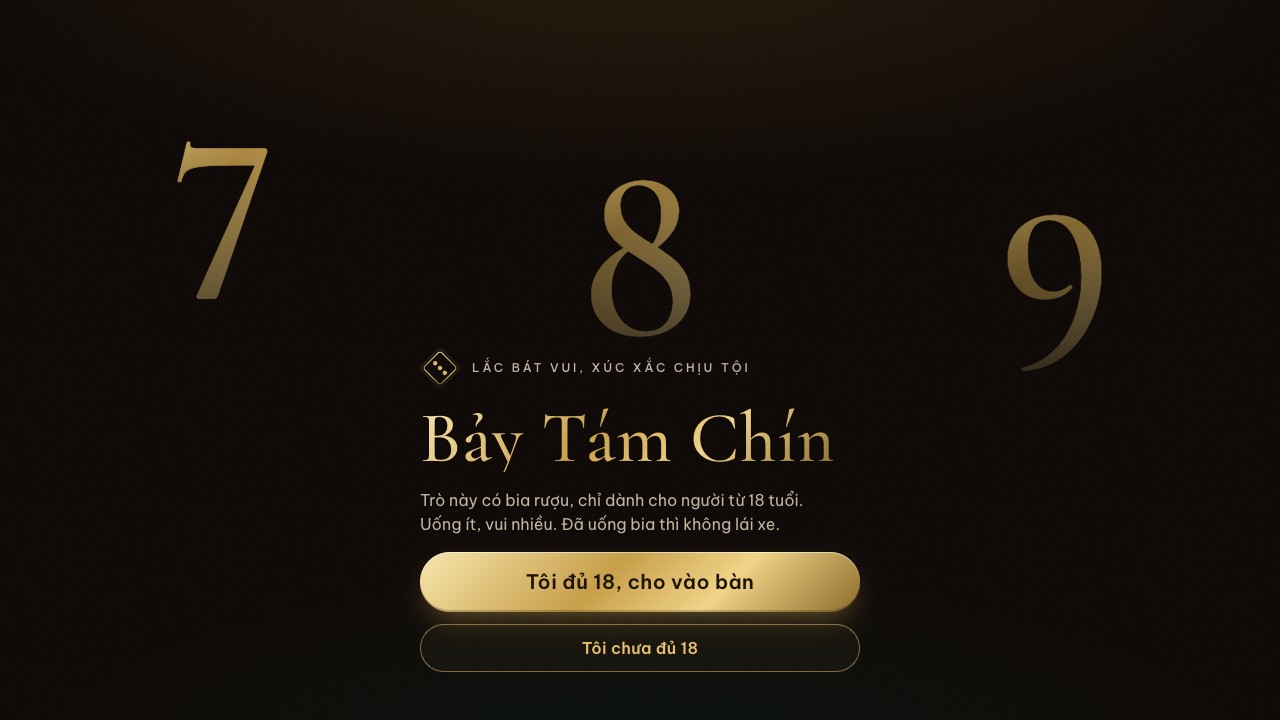 7
8
9
LẮC BÁT VUI, XÚC XẮC CHỊU TỘI
Bảy Tám Chín
Trò này có bia rượu, chỉ dành cho người từ 18 tuổi.
Uống ít, vui nhiều. Đã uống bia thì không lái xe.
Tôi đủ 18, cho vào bàn
Tôi chưa đủ 18